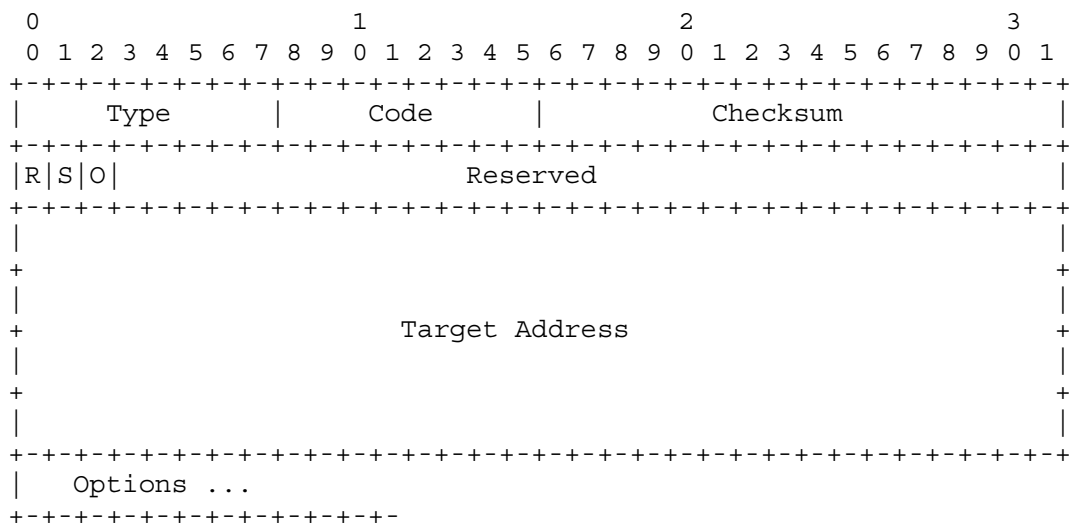 0                   1                   2                   3
 0 1 2 3 4 5 6 7 8 9 0 1 2 3 4 5 6 7 8 9 0 1 2 3 4 5 6 7 8 9 0 1
+-+-+-+-+-+-+-+-+-+-+-+-+-+-+-+-+-+-+-+-+-+-+-+-+-+-+-+-+-+-+-+-+
|     Type      |     Code      |          Checksum             |
+-+-+-+-+-+-+-+-+-+-+-+-+-+-+-+-+-+-+-+-+-+-+-+-+-+-+-+-+-+-+-+-+
|R|S|O|                     Reserved                            |
+-+-+-+-+-+-+-+-+-+-+-+-+-+-+-+-+-+-+-+-+-+-+-+-+-+-+-+-+-+-+-+-+
|                                                               |
+                                                               +
|                                                               |
+                       Target Address                          +
|                                                               |
+                                                               +
|                                                               |
+-+-+-+-+-+-+-+-+-+-+-+-+-+-+-+-+-+-+-+-+-+-+-+-+-+-+-+-+-+-+-+-+
|   Options ...
+-+-+-+-+-+-+-+-+-+-+-+-